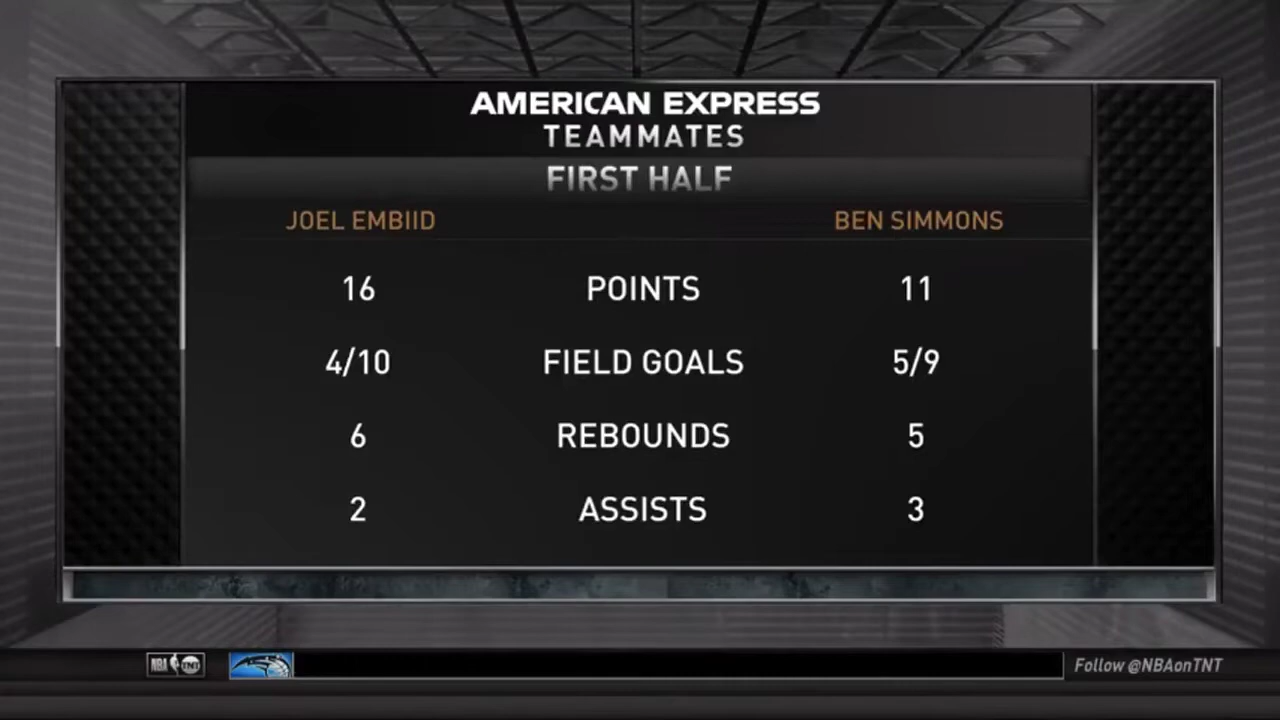 AMERICAN EXPRESS
TEAMMATES
FIRST HALF
JOEL EMBIID BEN SIMMONS
16 POINTS 11
4/10 FIELD GOALS 5/9
6 REBOUNDS 5
2 ASSISTS 3
NBA TNT Follow @NBAonTNT